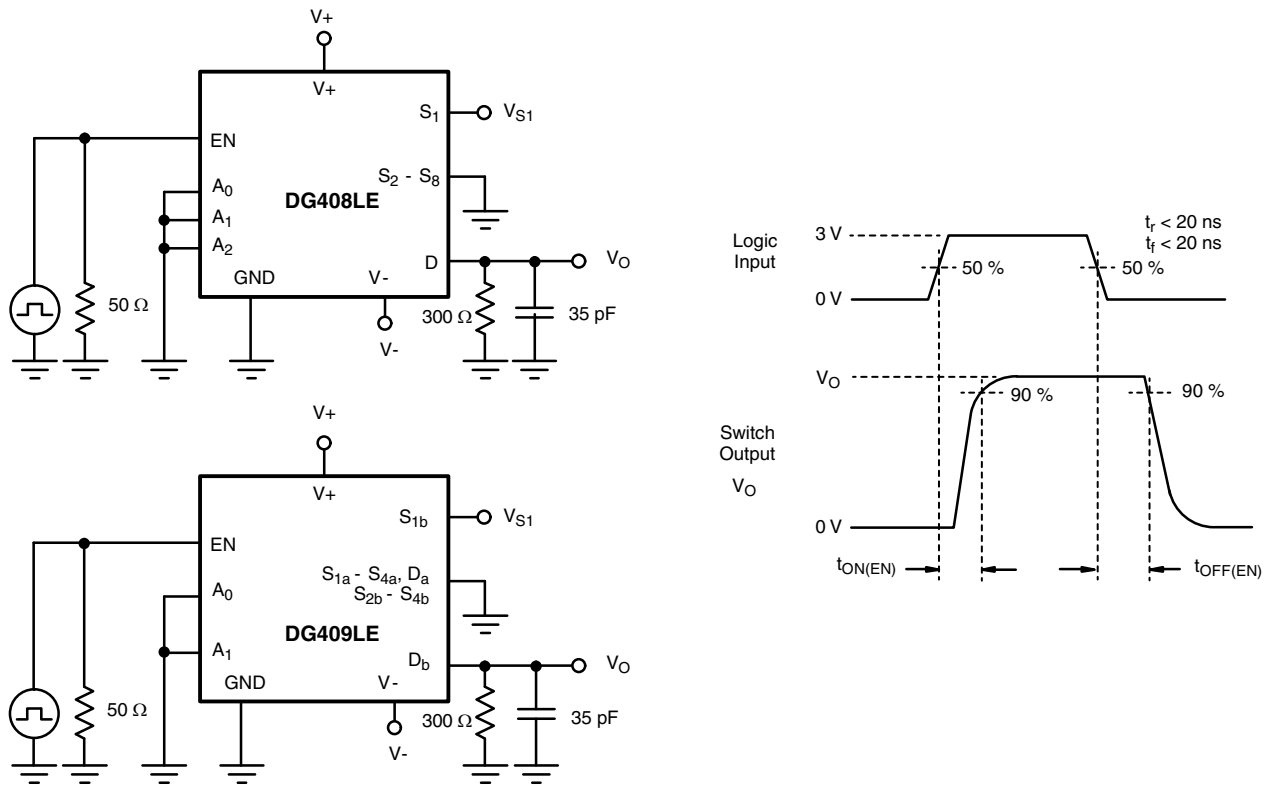 V+
V+
S1
VS1
EN
S2 - S8
A0
DG408LE
A1
A2
D
VO
GND
V-
50 Ω
300 Ω
35 pF
V-
V+
V+
S1b
VS1
EN
S1a - S4a, Da
S2b - S4b
A0
DG409LE
A1
Db
VO
GND
V-
50 Ω
300 Ω
35 pF
V-
Logic
Input
3 V
tr < 20 ns
tf < 20 ns
50 %
50 %
0 V
VO
90 %
90 %
Switch
Output
VO
0 V
tON(EN)
tOFF(EN)